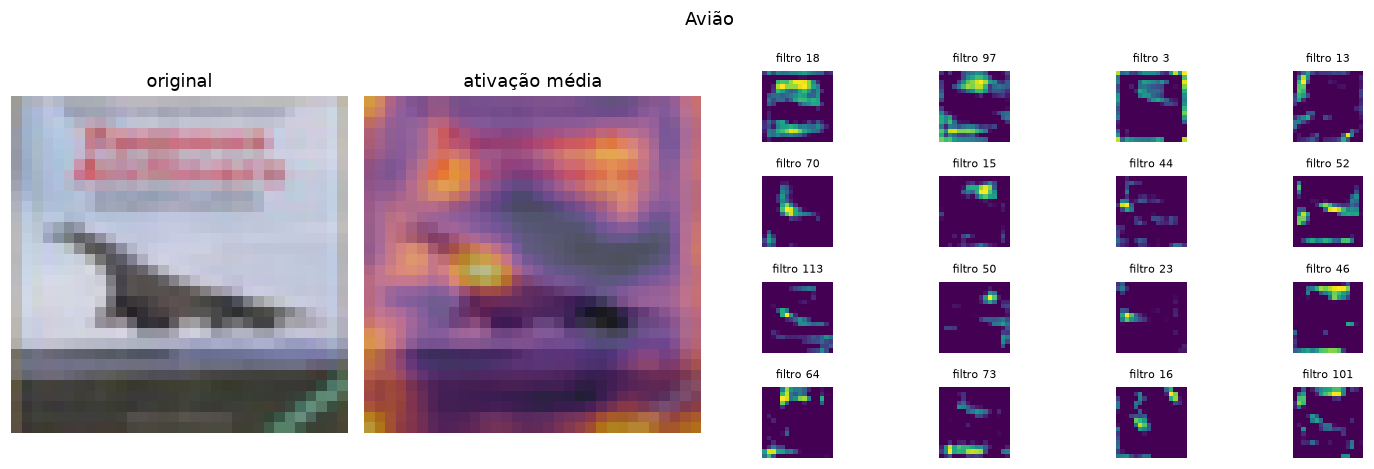 Avião
original
ativação média
filtro 18
filtro 97
filtro 3
filtro 13
filtro 70
filtro 15
filtro 44
filtro 52
filtro 113
filtro 50
filtro 23
filtro 46
filtro 64
filtro 73
filtro 16
filtro 101